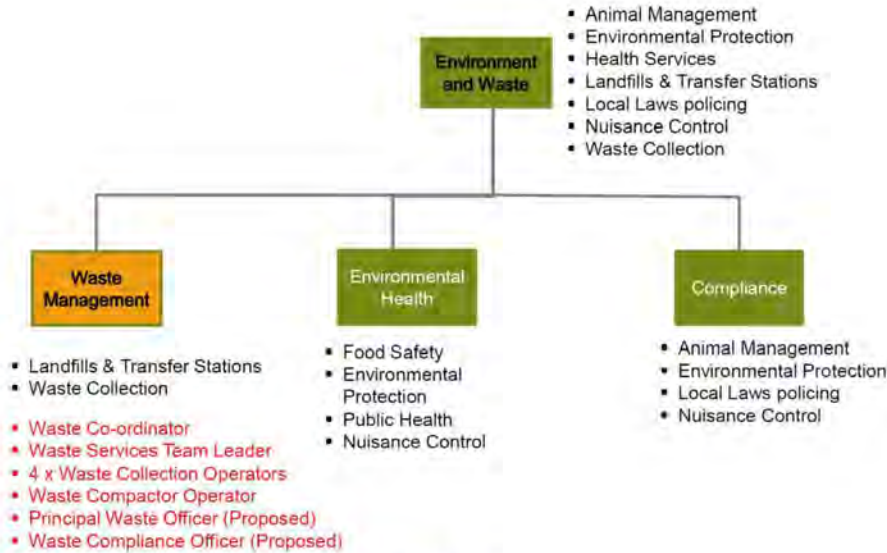 Environment
and Waste
▪ Animal Management
▪ Environmental Protection
▪ Health Services
▪ Landfills & Transfer Stations
▪ Local Laws policing
▪ Nuisance Control
▪ Waste Collection
Waste
Management
▪ Landfills & Transfer Stations
▪ Waste Collection
▪ Waste Co-ordinator
▪ Waste Services Team Leader
▪ 4 x Waste Collection Operators
▪ Waste Compactor Operator
▪ Principal Waste Officer (Proposed)
▪ Waste Compliance Officer (Proposed)
Environmental
Health
▪ Food Safety
▪ Environmental
Protection
▪ Public Health
▪ Nuisance Control
Compliance
▪ Animal Management
▪ Environmental Protection
▪ Local Laws policing
▪ Nuisance Control